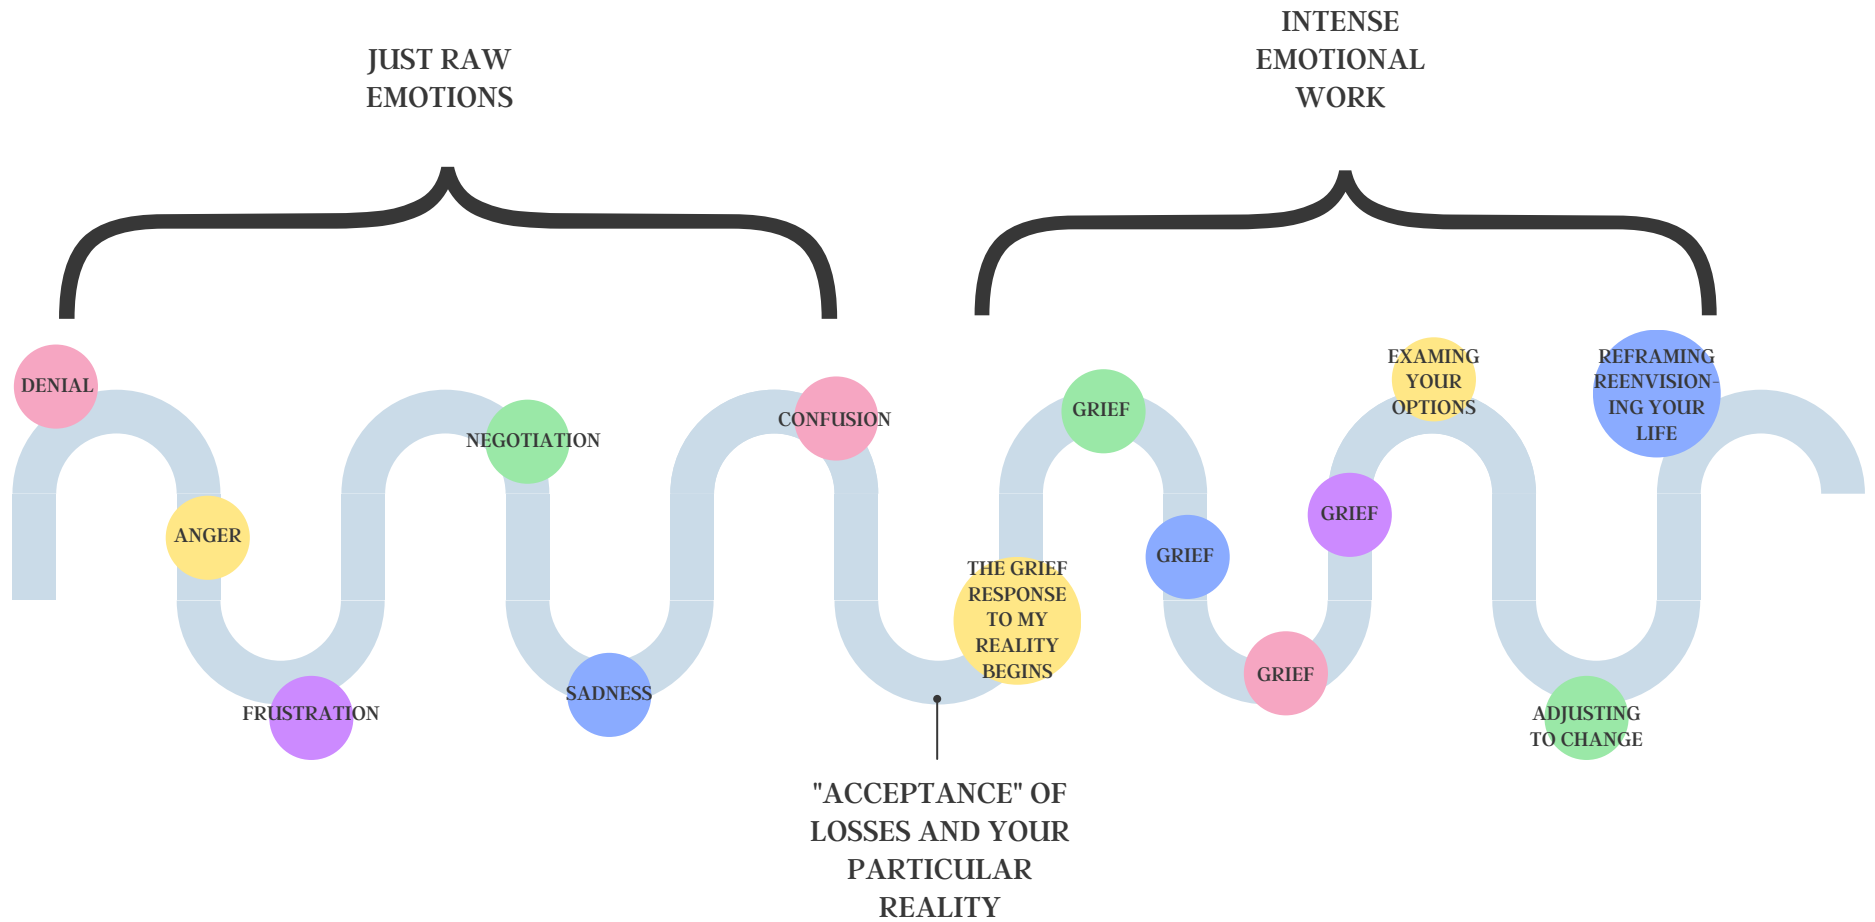 JUST RAW
EMOTIONS
INTENSE
EMOTIONAL
WORK
DENIAL
ANGER
FRUSTRATION
NEGOTIATION
SADNESS
CONFUSION
"ACCEPTANCE" OF
LOSSES AND YOUR
PARTICULAR
REALITY
THE GRIEF
RESPONSE
TO MY
REALITY
BEGINS
GRIEF
GRIEF
GRIEF
GRIEF
EXAMING
YOUR
OPTIONS
ADJUSTING
TO CHANGE
REFRAMING
REENVISION-
ING YOUR
LIFE